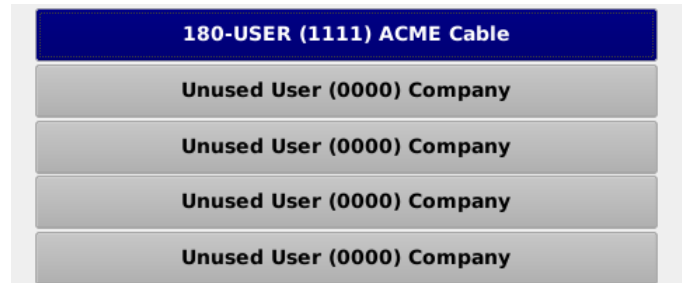 180-USER (1111) ACME Cable
Unused User (0000) Company
Unused User (0000) Company
Unused User (0000) Company
Unused User (0000) Company